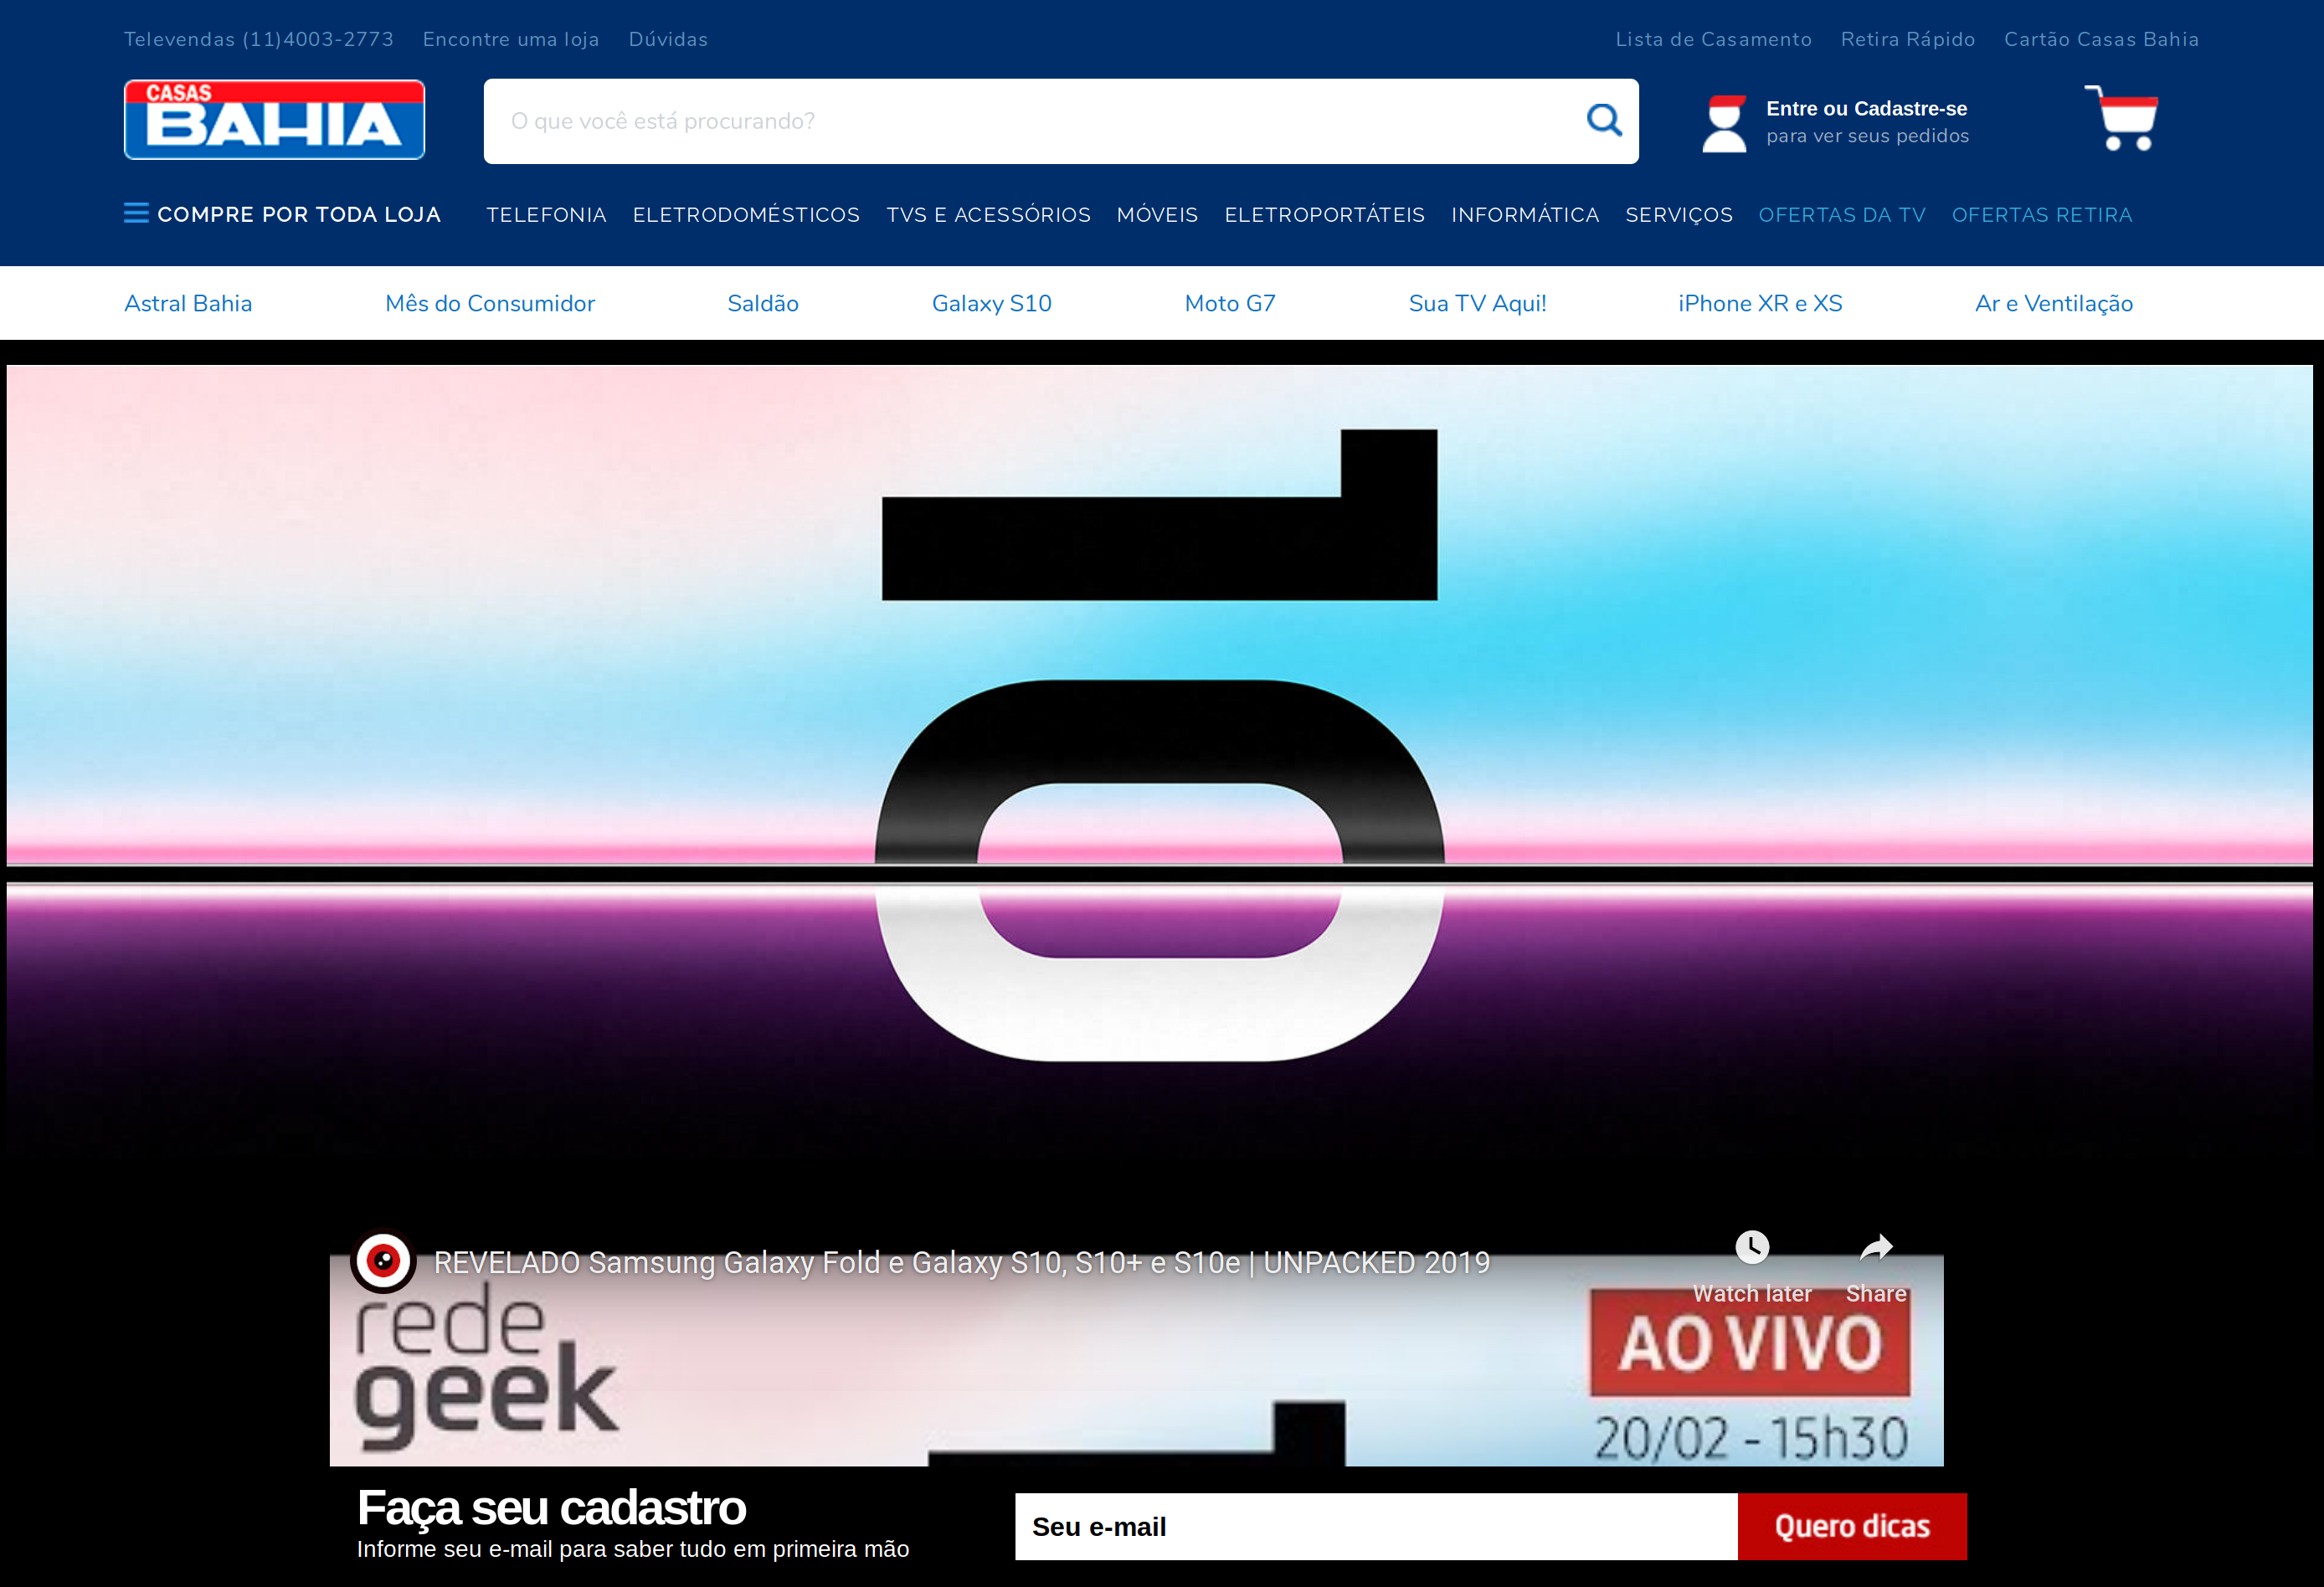 Televendas (11)4003-2773 Encontre uma loja Dúvidas Lista de Casamento Retira Rápido Cartão Casas Bahia
CASAS
BAHIA
O que você está procurando?
Entre ou Cadastre-se
para ver seus pedidos
COMPRE POR TODA LOJA TELEFONIA ELETRODOMÉSTICOS TVS E ACESSÓRIOS MÓVEIS ELETROPORTÁTEIS INFORMÁTICA SERVIÇOS OFERTAS DA TV OFERTAS RETIRA
Astral Bahia Mês do Consumidor Saldão Galaxy S10 Moto G7 Sua TV Aqui! iPhone XR e XS Ar e Ventilação
10
REVELADO Samsung Galaxy Fold e Galaxy S10, S10+ e S10e | UNPACKED 2019
Watch later Share
rede
geek
AO VIVO
20/02 - 15h30
Faça seu cadastro
Informe seu e-mail para saber tudo em primeira mão
Seu e-mail
Quero dicas